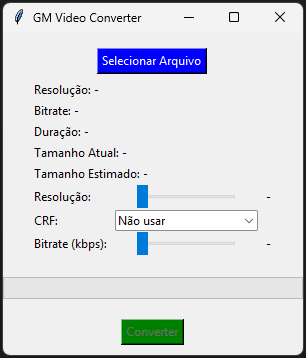 GM Video Converter
Selecionar Arquivo
Resolução: -
Bitrate: -
Duração: -
Tamanho Atual: -
Tamanho Estimado: -
Resolução: -
CRF: Não usar
Bitrate (kbps): -
Converter